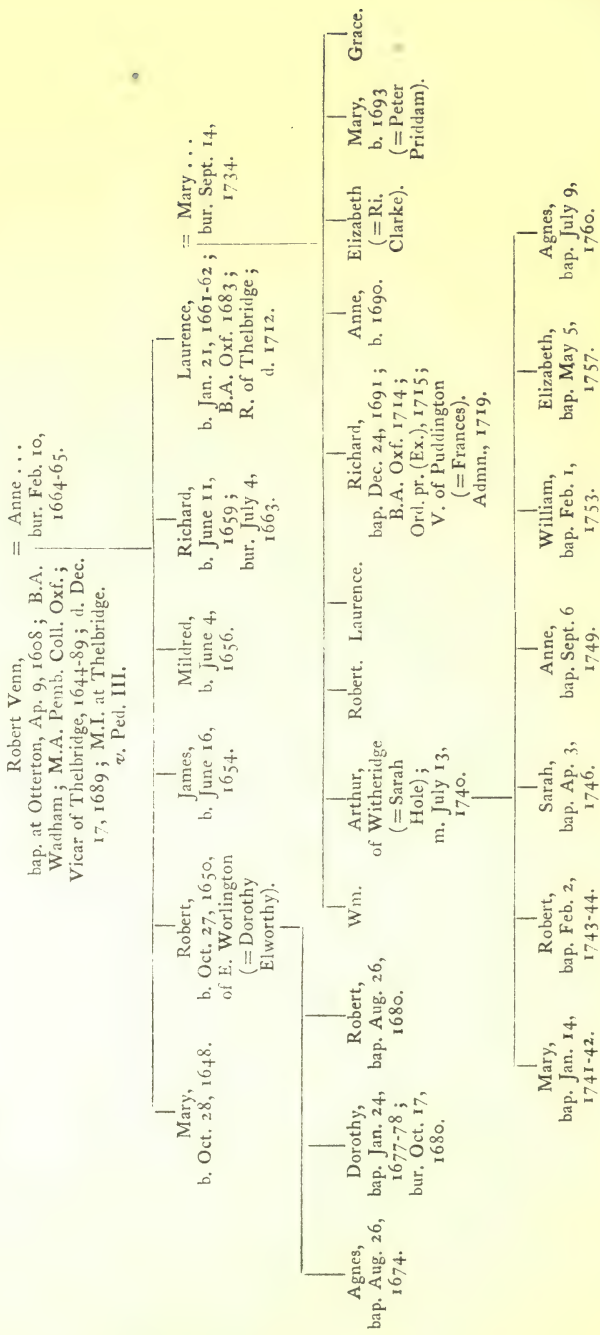 Robert Venn,
bap. at Otterton, Ap. 9, 1608; B.A.
Wadham; M.A. Pemb. Coll. Oxf.;
Vicar of Thelbridge, 1644-89; d. Dec.
17, 1689; M.I. at Thelbridge.
v. Ped. III.
= Anne ...
bur. Feb. 10,
1664-65.
Mary,
b. Oct. 28, 1648.
Robert,
b. Oct. 27, 1650,
of E. Worlington
(=Dorothy
Elworthy).
James,
b. June 16,
1654.
Mildred,
b. June 4,
1656.
Richard,
b. June 11,
1659;
bur. July 4,
1663.
Laurence,
b. Jan. 21, 1661-62;
B.A. Oxf. 1683;
R. of Thelbridge;
d. 1712.
= Mary ...
bur. Sept. 14,
1734.
Agnes,
bap. Aug. 26,
1674.
Dorothy,
bap. Jan. 24,
1677-78;
bur. Oct. 17,
1680.
Robert,
bap. Aug. 26,
1680.
Wm.
Arthur,
of Witheridge
(=Sarah
Hole);
m. July 13,
1740.
Robert.
Laurence.
Richard,
bap. Dec. 24, 1691;
B.A. Oxf. 1714;
Ord. pr. (Ex.), 1715;
V. of Puddington
(=Frances).
Admn., 1719.
Anne,
b. 1690.
Elizabeth
(=Ri.
Clarke).
Mary,
b. 1693
(=Peter
Priddam).
Grace.
Mary,
bap. Jan. 14,
1741-42.
Robert,
bap. Feb. 2,
1743-44.
Sarah,
bap. Ap. 3,
1746.
Anne,
bap. Sept. 6
1749.
William,
bap. Feb. 1,
1753.
Elizabeth,
bap. May 5,
1757.
Agnes,
bap. July 9,
1760.